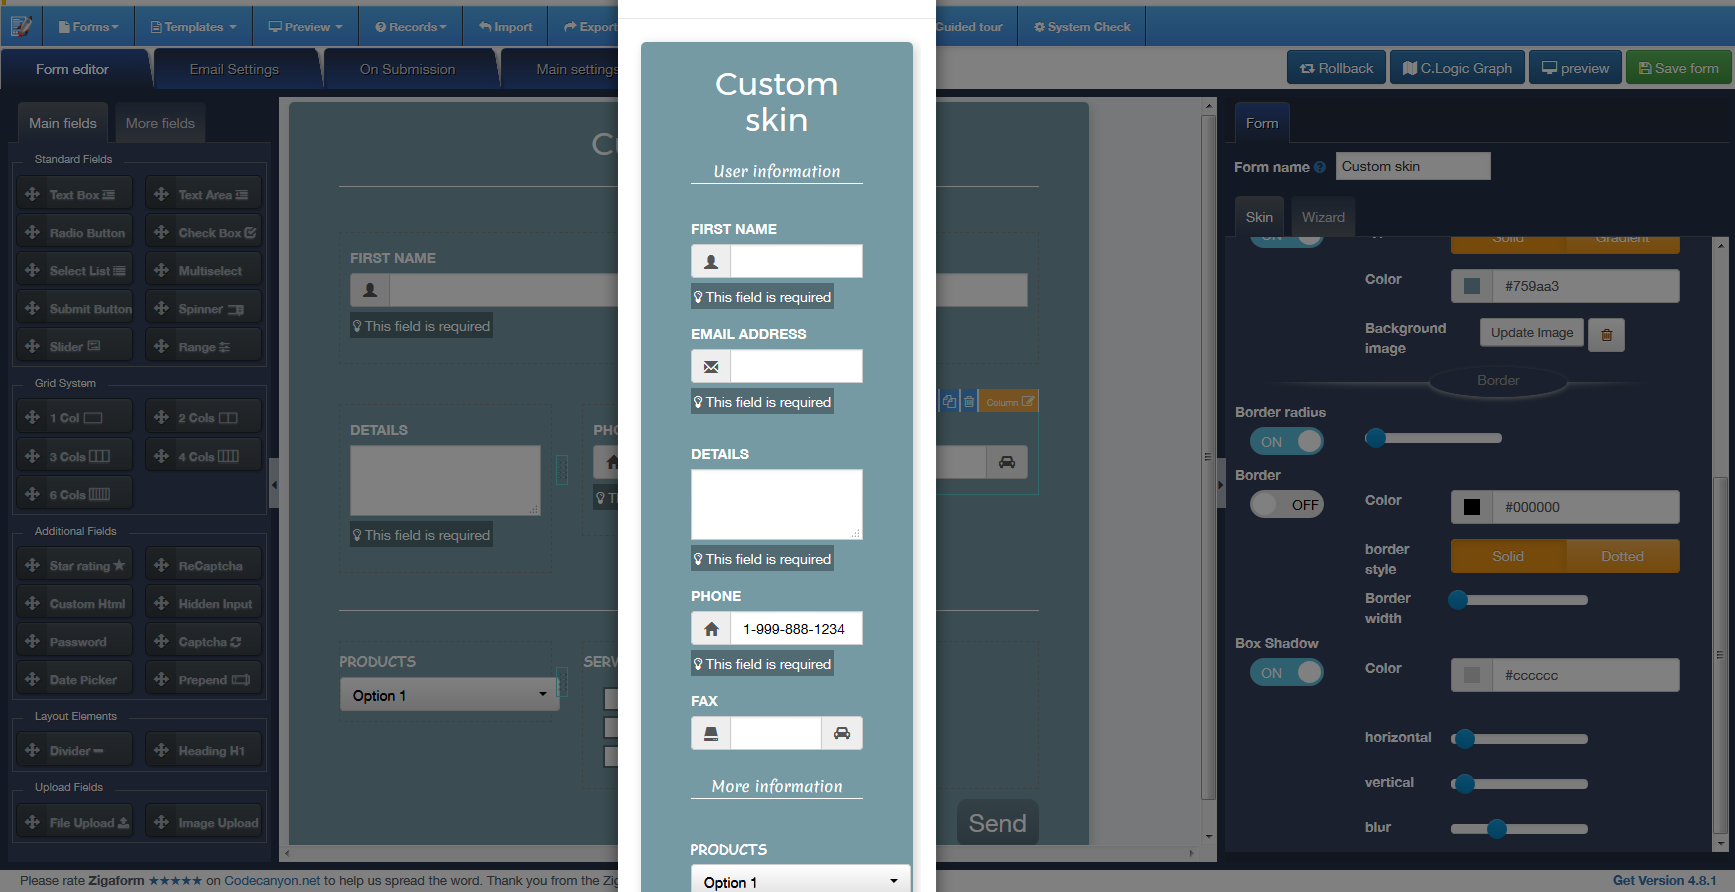 Forms
Templates
Preview
Records
Import
Export
Guided tour
System Check
Form editor
Email Settings
On Submission
Main settings
Rollback
C.Logic Graph
preview
Save form
Main fields
More fields
Standard Fields
Text Box
Text Area
Radio Button
Check Box
Select List
Multiselect
Submit Button
Spinner
Slider
Range
Grid System
1 Col
2 Cols
3 Cols
4 Cols
6 Cols
Additional Fields
Star rating
ReCaptcha
Custom Html
Hidden Input
Password
Captcha
Date Picker
Prepend
Layout Elements
Divider
Heading H1
Upload Fields
File Upload
Image Upload
FIRST NAME
This field is required
DETAILS
This field is required
PRODUCTS
Option 1
Column
Send
Custom
skin
User information
FIRST NAME
This field is required
EMAIL ADDRESS
This field is required
DETAILS
This field is required
PHONE
1-999-888-1234
This field is required
FAX
More information
PRODUCTS
Option 1
Form
Form name
Custom skin
Skin
Wizard
ON
Solid
Gradient
Color
#759aa3
Background
image
Update Image
Border
Border radius
ON
Border
OFF
Color
#000000
border
style
Solid
Dotted
Border
width
Box Shadow
ON
Color
#cccccc
horizontal
vertical
blur
Please rate Zigaform ★★★★★ on Codecanyon.net to help us spread the word. Thank you from the Zig
Get Version 4.8.1